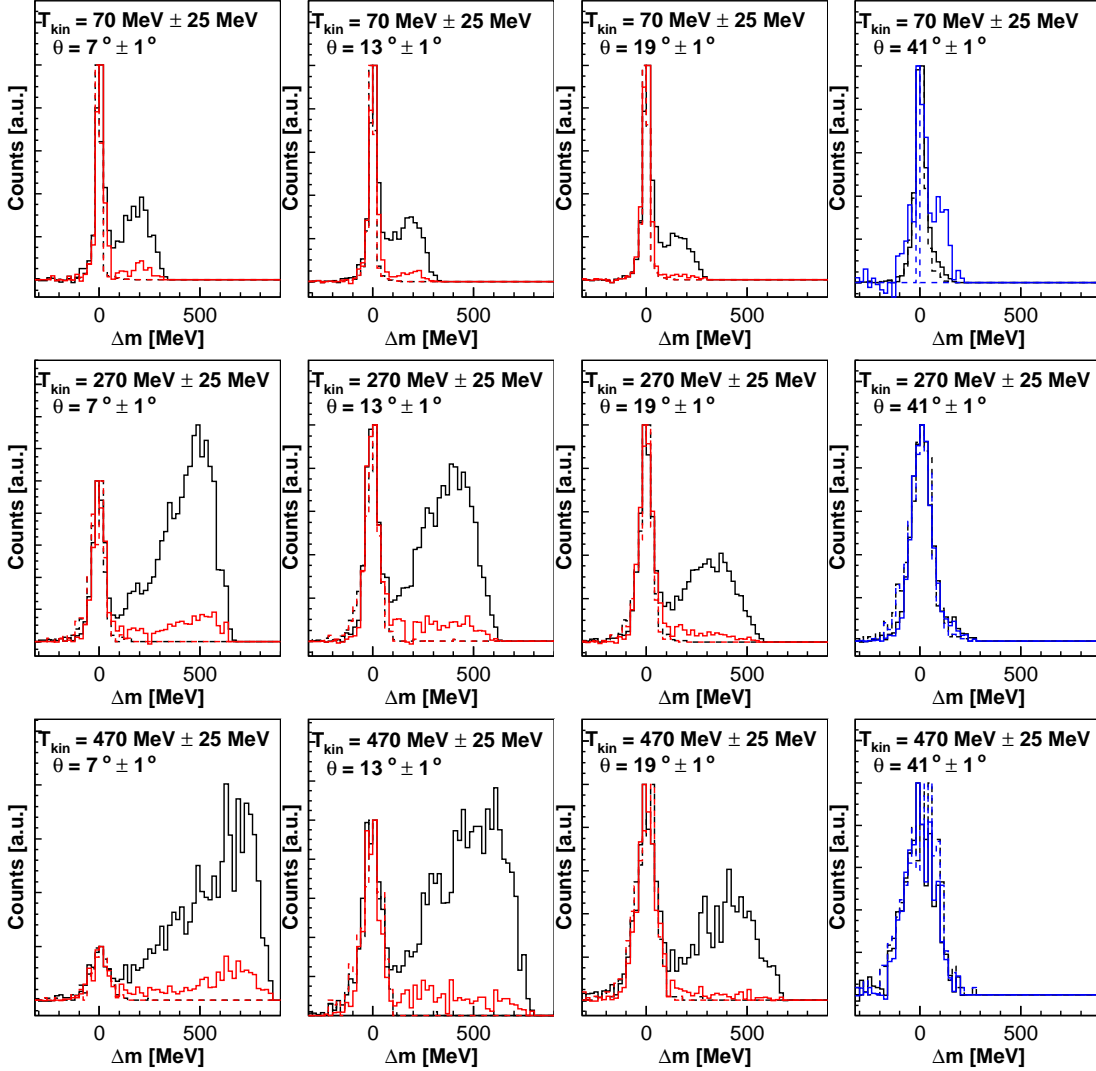 T_kin = 70 MeV ± 25 MeV
θ = 7° ± 1°
Counts [a.u.]
0 500
Δm [MeV]
T_kin = 70 MeV ± 25 MeV
θ = 13° ± 1°
Counts [a.u.]
0 500
Δm [MeV]
T_kin = 70 MeV ± 25 MeV
θ = 19° ± 1°
Counts [a.u.]
0 500
Δm [MeV]
T_kin = 70 MeV ± 25 MeV
θ = 41° ± 1°
Counts [a.u.]
0 500
Δm [MeV]
T_kin = 270 MeV ± 25 MeV
θ = 7° ± 1°
Counts [a.u.]
0 500
Δm [MeV]
T_kin = 270 MeV ± 25 MeV
θ = 13° ± 1°
Counts [a.u.]
0 500
Δm [MeV]
T_kin = 270 MeV ± 25 MeV
θ = 19° ± 1°
Counts [a.u.]
0 500
Δm [MeV]
T_kin = 270 MeV ± 25 MeV
θ = 41° ± 1°
Counts [a.u.]
0 500
Δm [MeV]
T_kin = 470 MeV ± 25 MeV
θ = 7° ± 1°
Counts [a.u.]
0 500
Δm [MeV]
T_kin = 470 MeV ± 25 MeV
θ = 13° ± 1°
Counts [a.u.]
0 500
Δm [MeV]
T_kin = 470 MeV ± 25 MeV
θ = 19° ± 1°
Counts [a.u.]
0 500
Δm [MeV]
T_kin = 470 MeV ± 25 MeV
θ = 41° ± 1°
Counts [a.u.]
0 500
Δm [MeV]